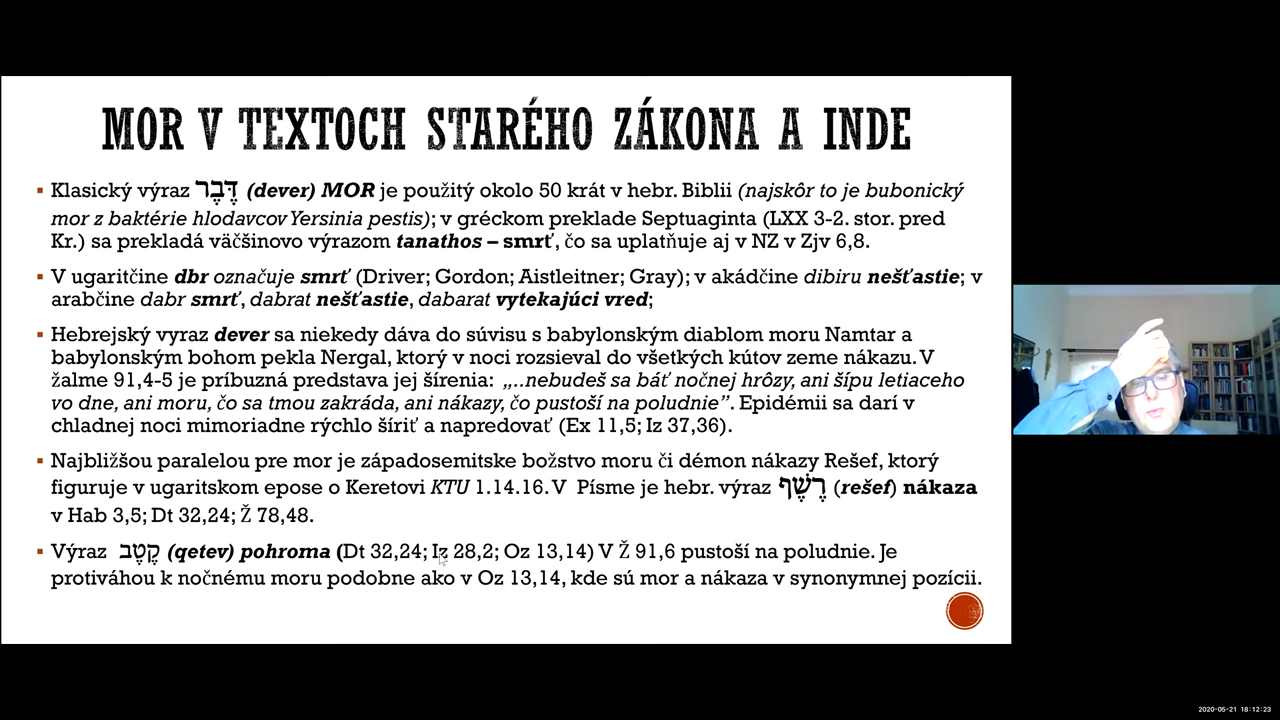 MOR V TEXTOCH STARÉHO ZÁKONA A INDE
▪ Klasický výraz דֶּבֶר (dever) MOR je použitý okolo 50 krát v hebr. Biblii (najskôr to je bubonický
mor z baktérie hlodavcov Yersinia pestis); v gréckom preklade Septuaginta (LXX 3-2. stor. pred
Kr.) sa prekladá väčšinovo výrazom tanathos – smrť, čo sa uplatňuje aj v NZ v Zjv 6,8.
▪ V ugaritčine dbr označuje smrť (Driver; Gordon; Aistleitner; Gray); v akádčine dibiru nešťastie; v
arabčine dabr smrť, dabrat nešťastie, dabarat vytekajúci vred;
▪ Hebrejský vyraz dever sa niekedy dáva do súvisu s babylonským diablom moru Namtar a
babylonským bohom pekla Nergal, ktorý v noci rozsieval do všetkých kútov zeme nákazu. V
žalme 91,4-5 je príbuzná predstava jej šírenia: „..nebudeš sa báť nočnej hrôzy, ani šípu letiaceho
vo dne, ani moru, čo sa tmou zakráda, ani nákazy, čo pustoší na poludnie”. Epidémii sa darí v
chladnej noci mimoriadne rýchlo šíriť a napredovať (Ex 11,5; Iz 37,36).
▪ Najbližšou paralelou pre mor je západosemitske božstvo moru či démon nákazy Rešef, ktorý
figuruje v ugaritskom epose o Keretovi KTU 1.14.16. V Písme je hebr. výraz רֶשֶׁף (rešef) nákaza
v Hab 3,5; Dt 32,24; Ž 78,48.
▪ Výraz קֶטֶב (qetev) pohroma (Dt 32,24; Iz 28,2; Oz 13,14) V Ž 91,6 pustoší na poludnie. Je
protiváhou k nočnému moru podobne ako v Oz 13,14, kde sú mor a nákaza v synonymnej pozícii.
2020-05-21 18:12:23